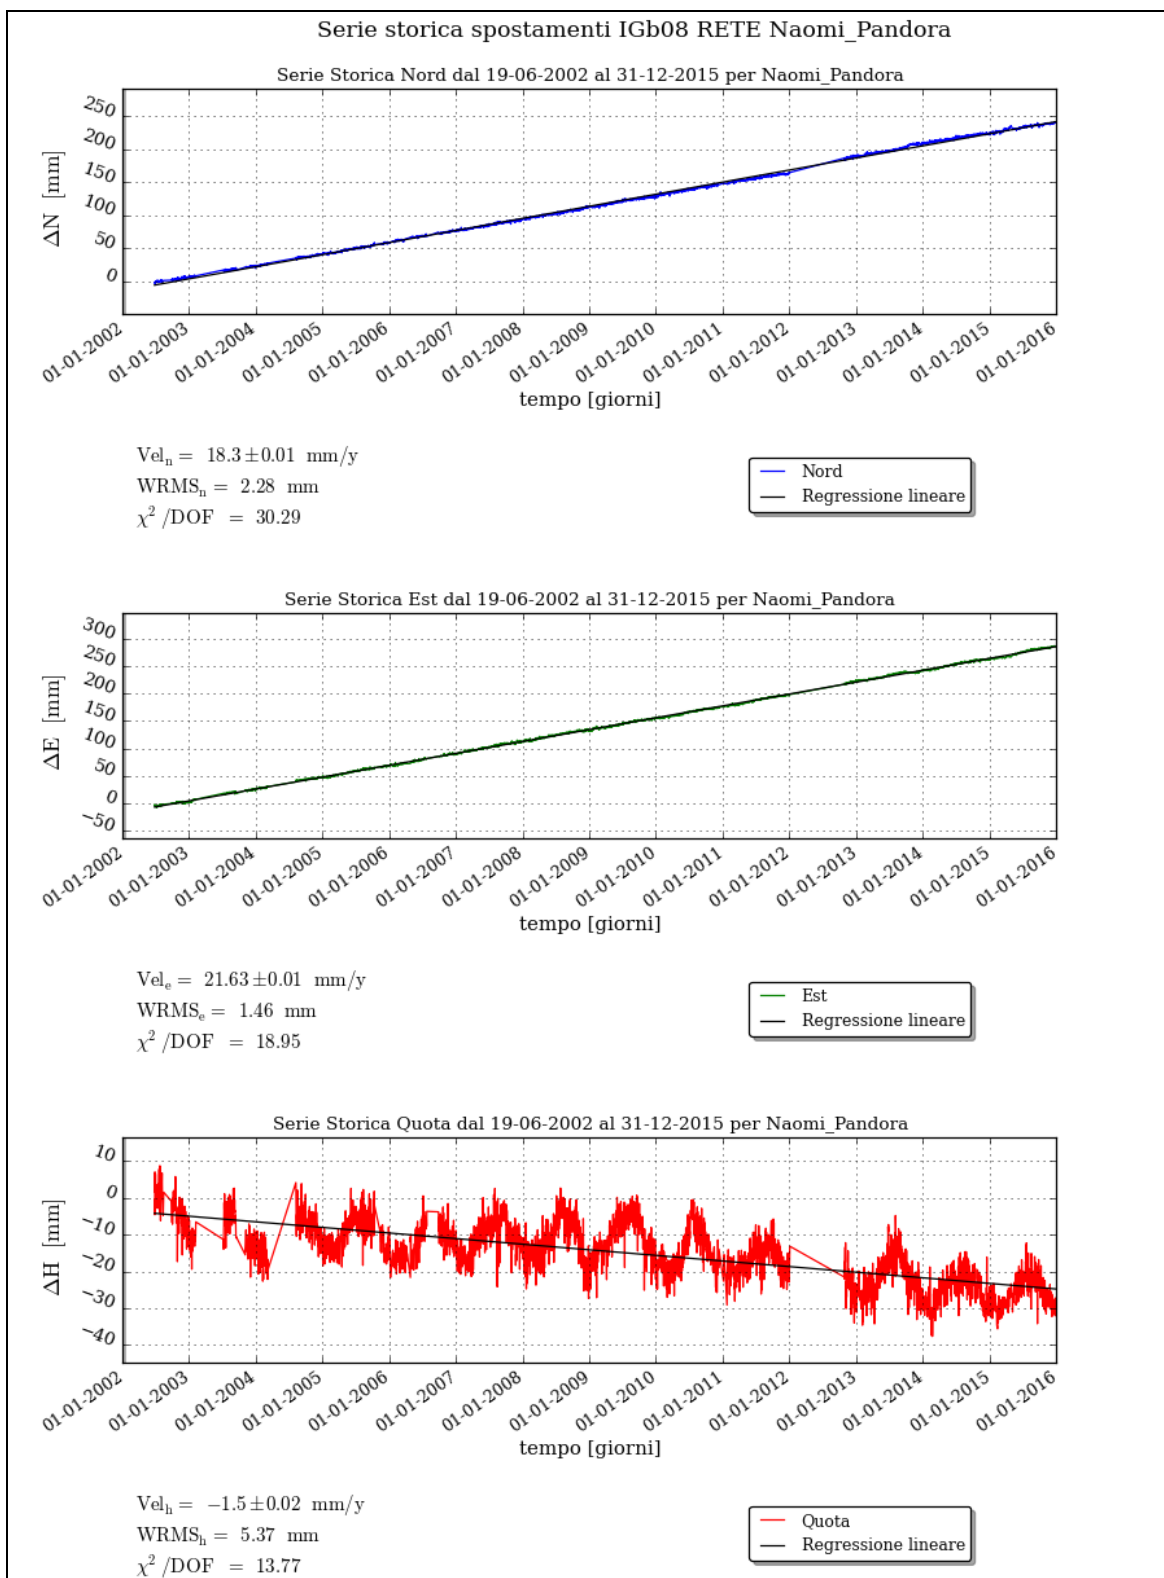 Serie storica spostamenti IGb08 RETE Naomi_Pandora
Serie Storica Nord dal 19-06-2002 al 31-12-2015 per Naomi_Pandora
250
200
150
100
50
0
ΔN [mm]
01-01-2002
01-01-2003
01-01-2004
01-01-2005
01-01-2006
01-01-2007
01-01-2008
01-01-2009
01-01-2010
01-01-2011
01-01-2012
01-01-2013
01-01-2014
01-01-2015
01-01-2016
tempo [giorni]
Velₙ = 18.3±0.01 mm/y
WRMSₙ = 2.28 mm
χ² /DOF = 30.29
Nord
Regressione lineare
Serie Storica Est dal 19-06-2002 al 31-12-2015 per Naomi_Pandora
300
250
200
150
100
50
0
−50
ΔE [mm]
01-01-2002
01-01-2003
01-01-2004
01-01-2005
01-01-2006
01-01-2007
01-01-2008
01-01-2009
01-01-2010
01-01-2011
01-01-2012
01-01-2013
01-01-2014
01-01-2015
01-01-2016
tempo [giorni]
Velₑ = 21.63±0.01 mm/y
WRMSₑ = 1.46 mm
χ² /DOF = 18.95
Est
Regressione lineare
Serie Storica Quota dal 19-06-2002 al 31-12-2015 per Naomi_Pandora
10
0
−10
−20
−30
−40
ΔH [mm]
01-01-2002
01-01-2003
01-01-2004
01-01-2005
01-01-2006
01-01-2007
01-01-2008
01-01-2009
01-01-2010
01-01-2011
01-01-2012
01-01-2013
01-01-2014
01-01-2015
01-01-2016
tempo [giorni]
Velₕ = −1.5±0.02 mm/y
WRMSₕ = 5.37 mm
χ² /DOF = 13.77
Quota
Regressione lineare